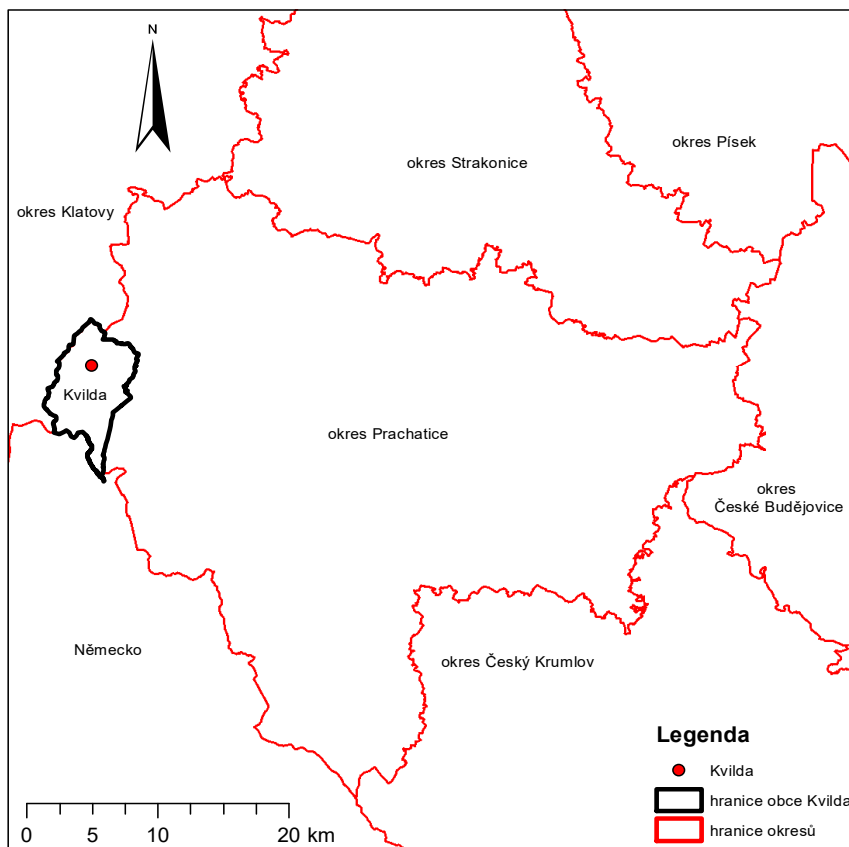 N
okres Písek
okres Strakonice
okres Klatovy
Kvilda
okres Prachatice
okres
České Budějovice
Německo
okres Český Krumlov
Legenda
Kvilda
hranice obce Kvilda
hranice okresů
0 5 10 20 km